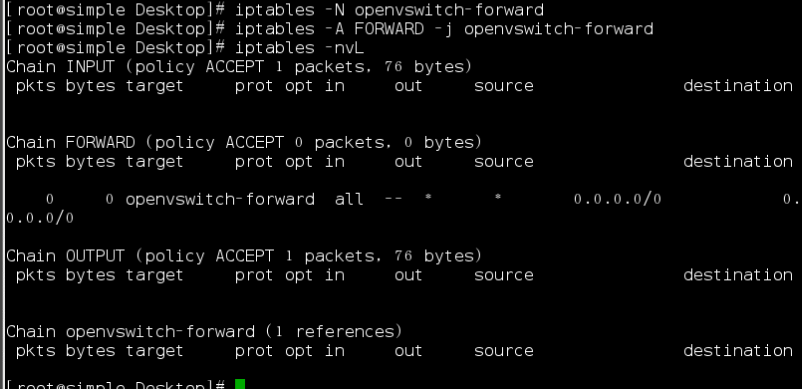 [root@simple Desktop]# iptables -N openvswitch-forward
[root@simple Desktop]# iptables -A FORWARD -j openvswitch-forward
[root@simple Desktop]# iptables -nvL
Chain INPUT (policy ACCEPT 1 packets, 76 bytes)
pkts bytes target prot opt in out source destination
Chain FORWARD (policy ACCEPT 0 packets, 0 bytes)
pkts bytes target prot opt in out source destination
0 0 openvswitch-forward all -- * * 0.0.0.0/0 0.
0.0.0/0
Chain OUTPUT (policy ACCEPT 1 packets, 76 bytes)
pkts bytes target prot opt in out source destination
Chain openvswitch-forward (1 references)
pkts bytes target prot opt in out source destination
[root@simple Desktop]#